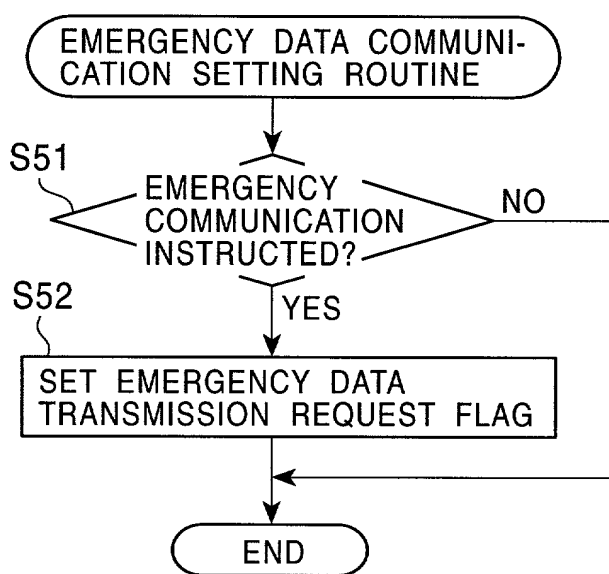 EMERGENCY DATA COMMUNI-
CATION SETTING ROUTINE
S51
EMERGENCY
COMMUNICATION
INSTRUCTED?
NO
YES
S52
SET EMERGENCY DATA
TRANSMISSION REQUEST FLAG
END